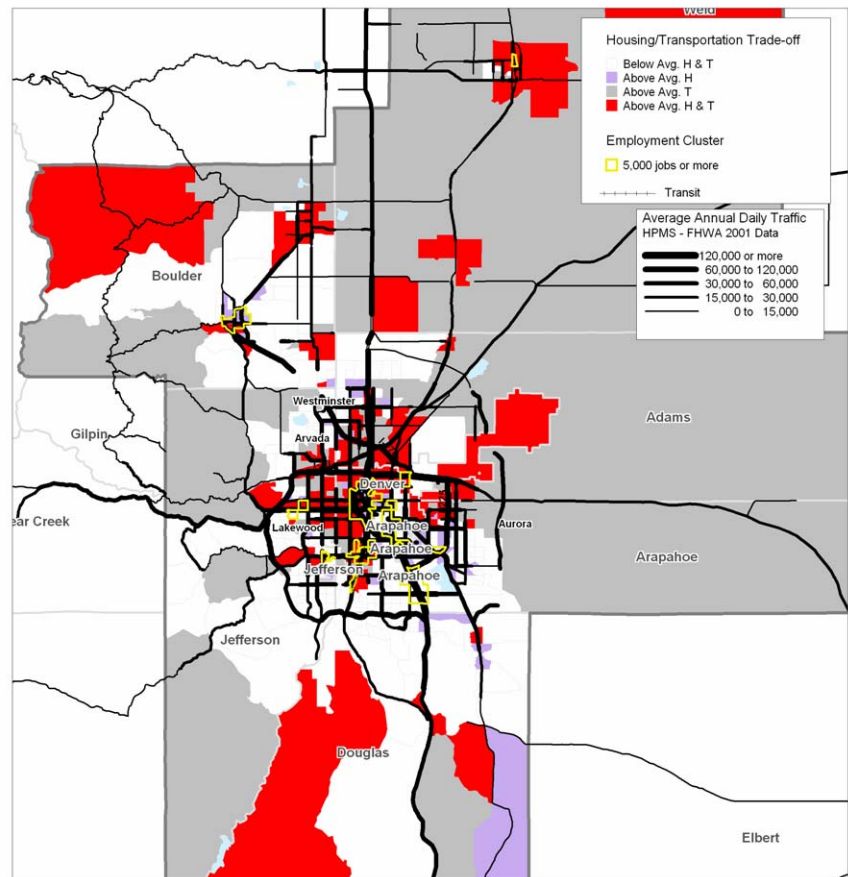 Weld
Housing/Transportation Trade-off
Below Avg. H & T
Above Avg. H
Above Avg. T
Above Avg. H & T
Employment Cluster
5,000 jobs or more
Transit
Average Annual Daily Traffic
HPMS - FHWA 2001 Data
120,000 or more
60,000 to 120,000
30,000 to 60,000
15,000 to 30,000
0 to 15,000
Boulder
Westminster
Adams
Gilpin
Arvada
Denver
ear Creek
Lakewood
Arapahoe
Aurora
Arapahoe
Jefferson
Arapahoe
Arapahoe
Jefferson
Douglas
Elbert